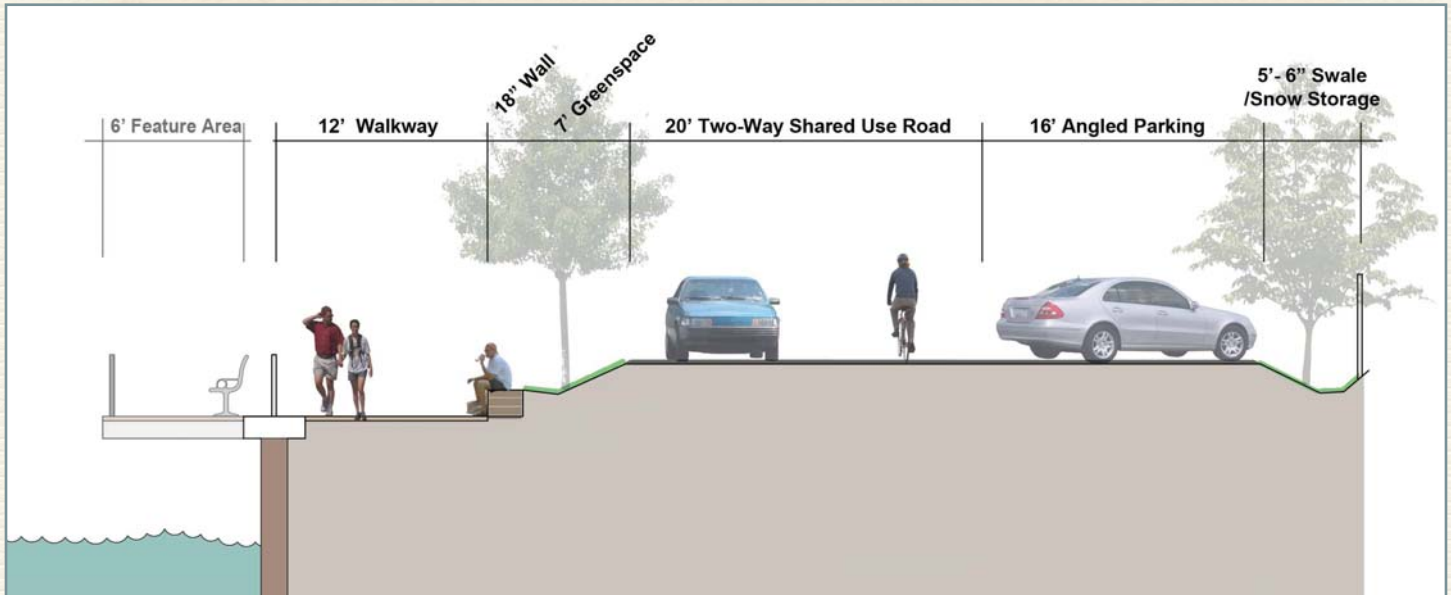 6’ Feature Area
12’ Walkway
18” Wall
7’ Greenspace
20’ Two-Way Shared Use Road
16’ Angled Parking
5’- 6” Swale
/Snow Storage